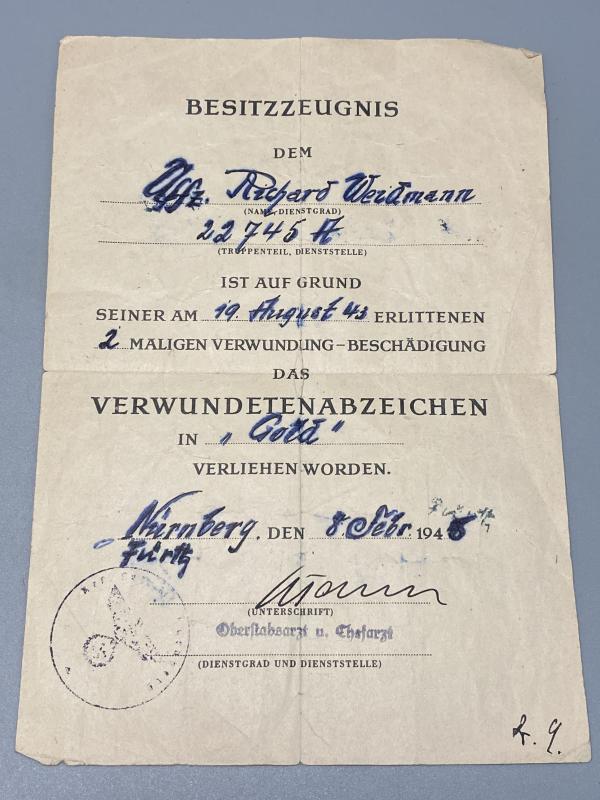 BESITZZEUGNIS
DEM
Uffz. Richard Weidmann
(NAME, DIENSTGRAD)
22745 A
(TRUPPENTEIL, DIENSTSTELLE)
IST AUF GRUND
SEINER AM 19 August 43 ERLITTENEN
2 MALIGEN VERWUNDUNG – BESCHÄDIGUNG
DAS
VERWUNDETENABZEICHEN
IN „Gold"
VERLIEHEN WORDEN.
Nürnberg, DEN 8 Febr. 194
Fürth
(UNTERSCHRIFT)
Oberstabsarzt u. Chefarzt
(DIENSTGRAD UND DIENSTSTELLE)